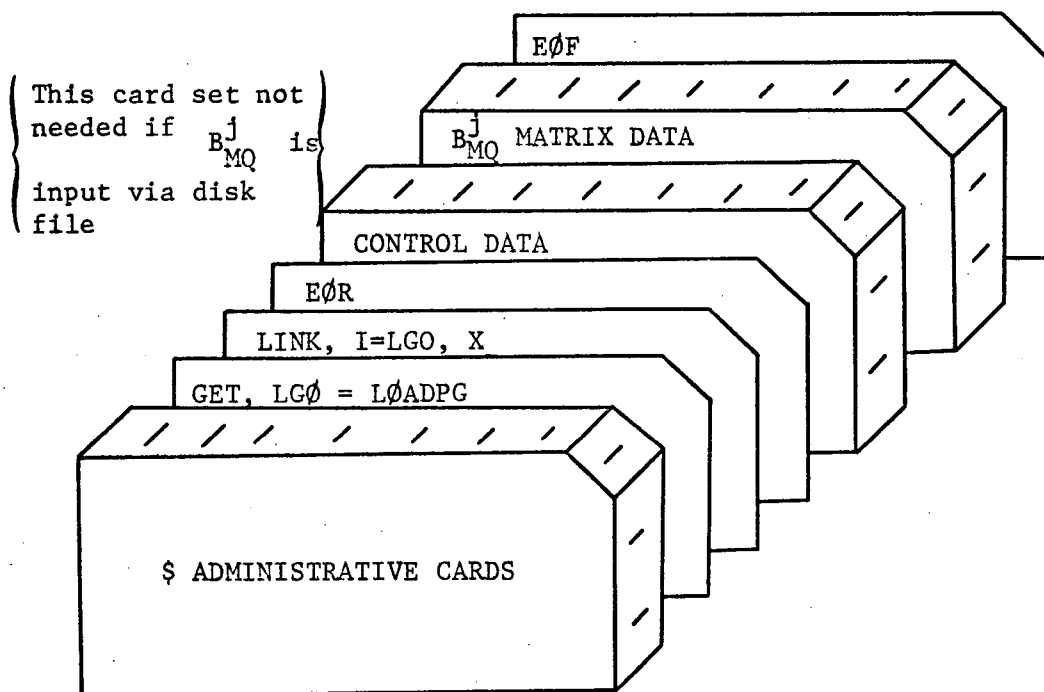 EØF
This card set not
needed if B^j_MQ is
input via disk
file
B^j_MQ MATRIX DATA
CONTROL DATA
EØR
LINK, I=LGO, X
GET, LGØ = LØADPG
$ ADMINISTRATIVE CARDS